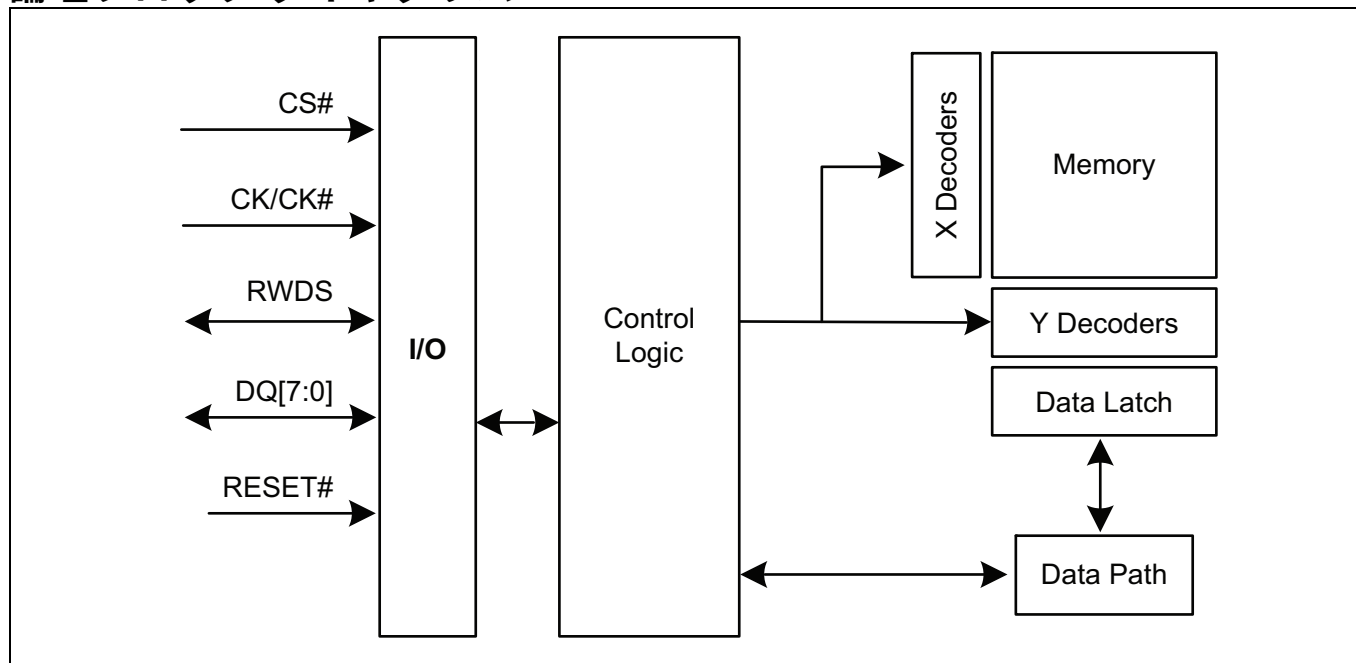 CS#
CK/CK#
RWDS
DQ[7:0]
RESET#
I/O
Control
Logic
X Decoders
Memory
Y Decoders
Data Latch
Data Path